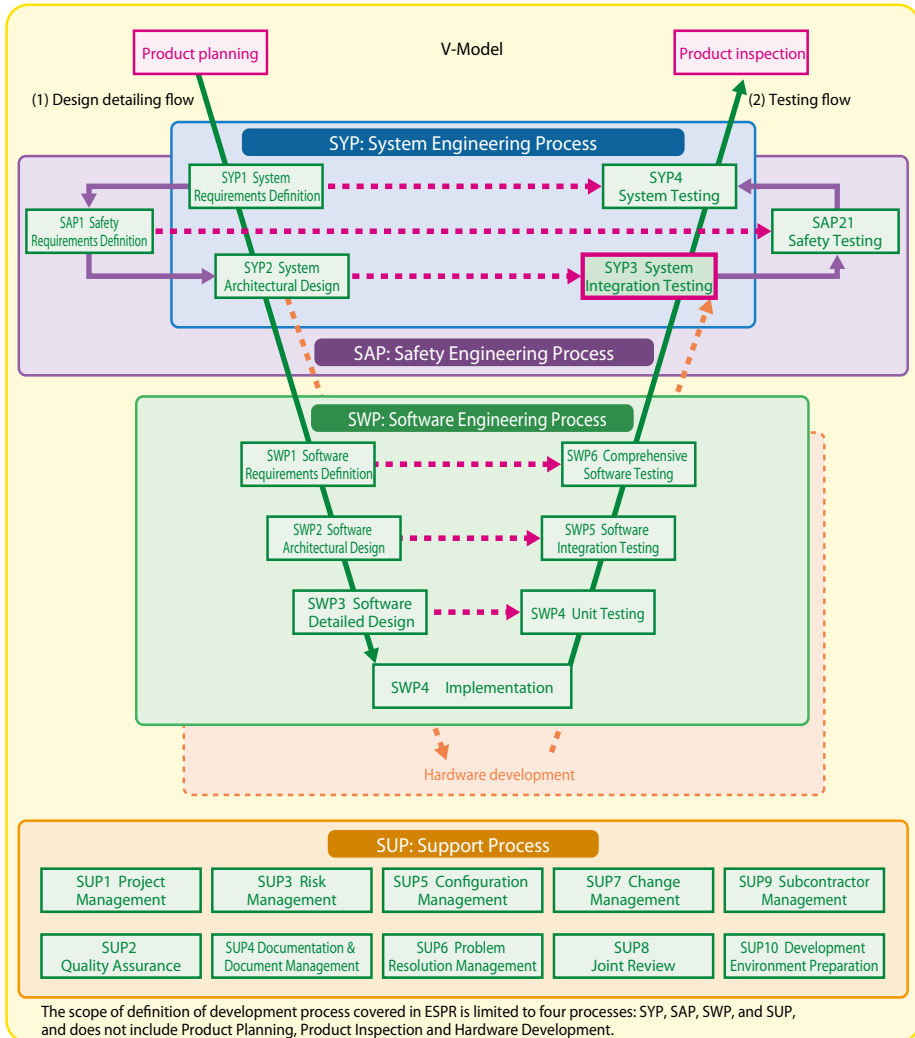 Product planning
V-Model
Product inspection
(1) Design detailing flow
(2) Testing flow
SYP: System Engineering Process
SYP1 System
Requirements Definition
SYP4
System Testing
SAP1 Safety
Requirements Definition
SAP21
Safety Testing
SYP2 System
Architectural Design
SYP3 System
Integration Testing
SAP: Safety Engineering Process
SWP: Software Engineering Process
SWP1 Software
Requirements Definition
SWP6 Comprehensive
Software Testing
SWP2 Software
Architectural Design
SWP5 Software
Integration Testing
SWP3 Software
Detailed Design
SWP4 Unit Testing
SWP4 Implementation
Hardware development
SUP: Support Process
SUP1 Project
Management
SUP3 Risk
Management
SUP5 Configuration
Management
SUP7 Change
Management
SUP9 Subcontractor
Management
SUP2
Quality Assurance
SUP4 Documentation &
Document Management
SUP6 Problem
Resolution Management
SUP8
Joint Review
SUP10 Development
Environment Preparation
The scope of definition of development process covered in ESPR is limited to four processes: SYP, SAP, SWP, and SUP,
and does not include Product Planning, Product Inspection and Hardware Development.